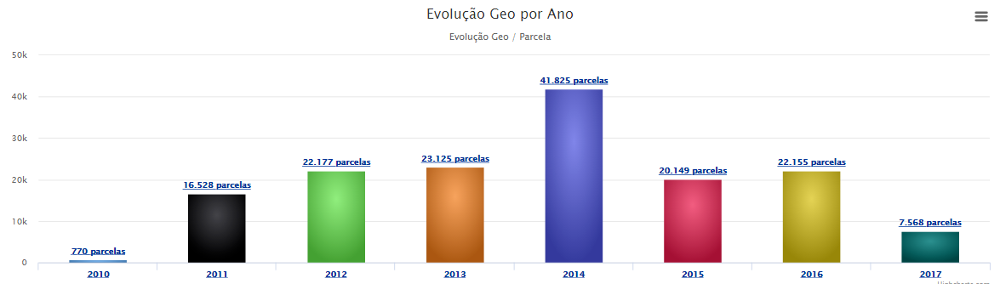 Evolução Geo por Ano
Evolução Geo / Parcela
50k
40k
30k
20k
10k
0
770 parcelas
16.528 parcelas
22.177 parcelas
23.125 parcelas
41.825 parcelas
20.149 parcelas
22.155 parcelas
7.568 parcelas
2010 2011 2012 2013 2014 2015 2016 2017